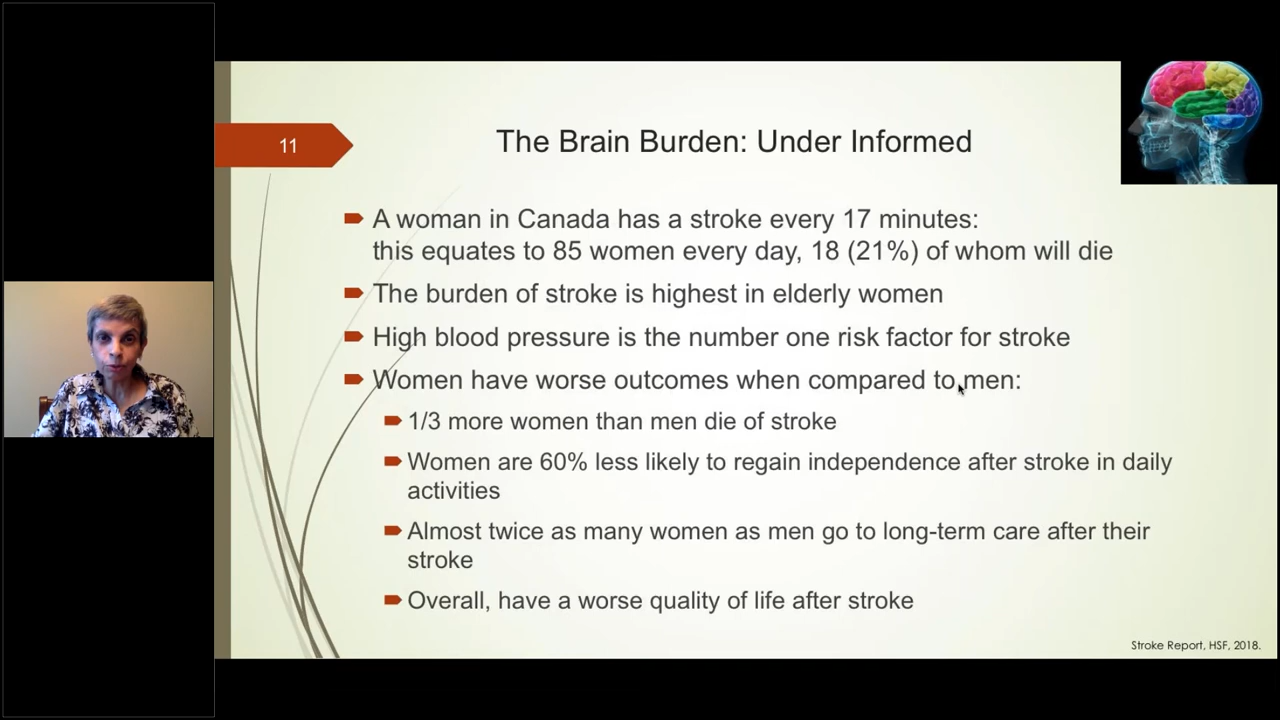 11
The Brain Burden: Under Informed
A woman in Canada has a stroke every 17 minutes:
this equates to 85 women every day, 18 (21%) of whom will die
The burden of stroke is highest in elderly women
High blood pressure is the number one risk factor for stroke
Women have worse outcomes when compared to men:
1/3 more women than men die of stroke
Women are 60% less likely to regain independence after stroke in daily
activities
Almost twice as many women as men go to long-term care after their
stroke
Overall, have a worse quality of life after stroke
Stroke Report, HSF, 2018.